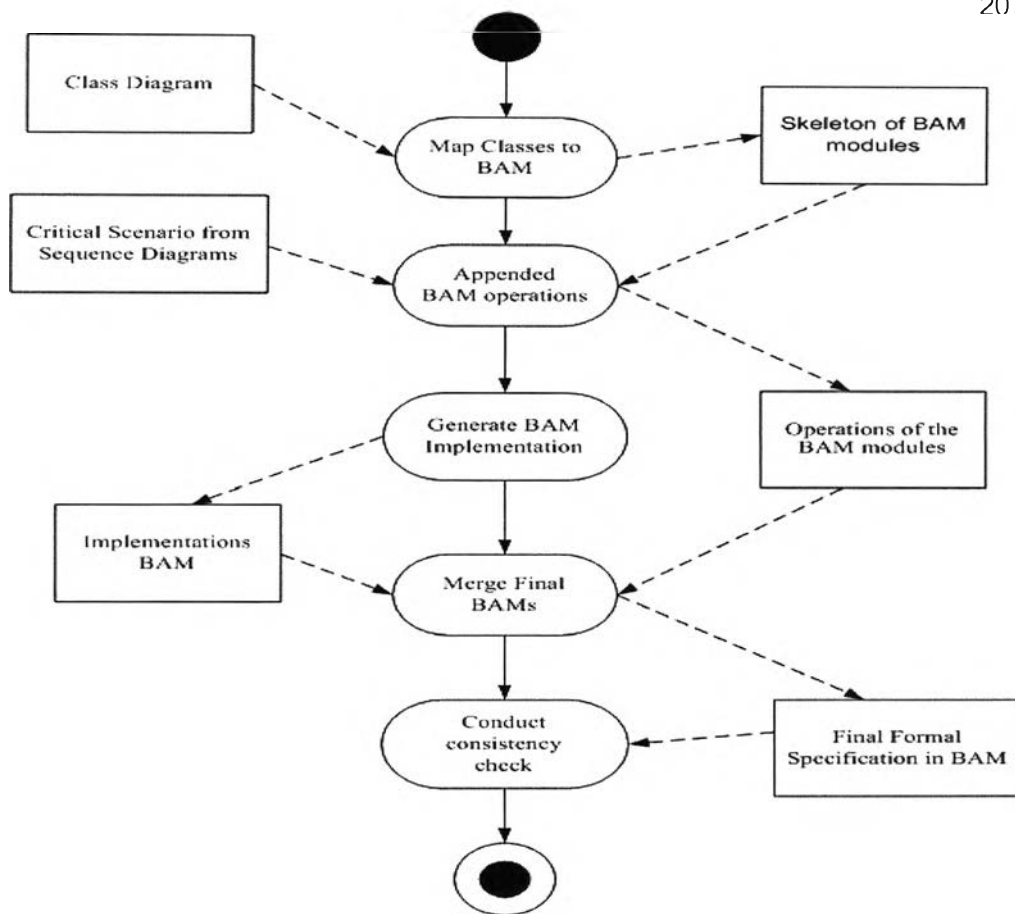 20
Class Diagram
Map Classes to
BAM
Skeleton of BAM
modules
Critical Scenario from
Sequence Diagrams
Appended
BAM operations
Generate BAM
Implementation
Operations of the
BAM modules
Implementations
BAM
Merge Final
BAMs
Conduct
consistency
check
Final Formal
Specification in BAM